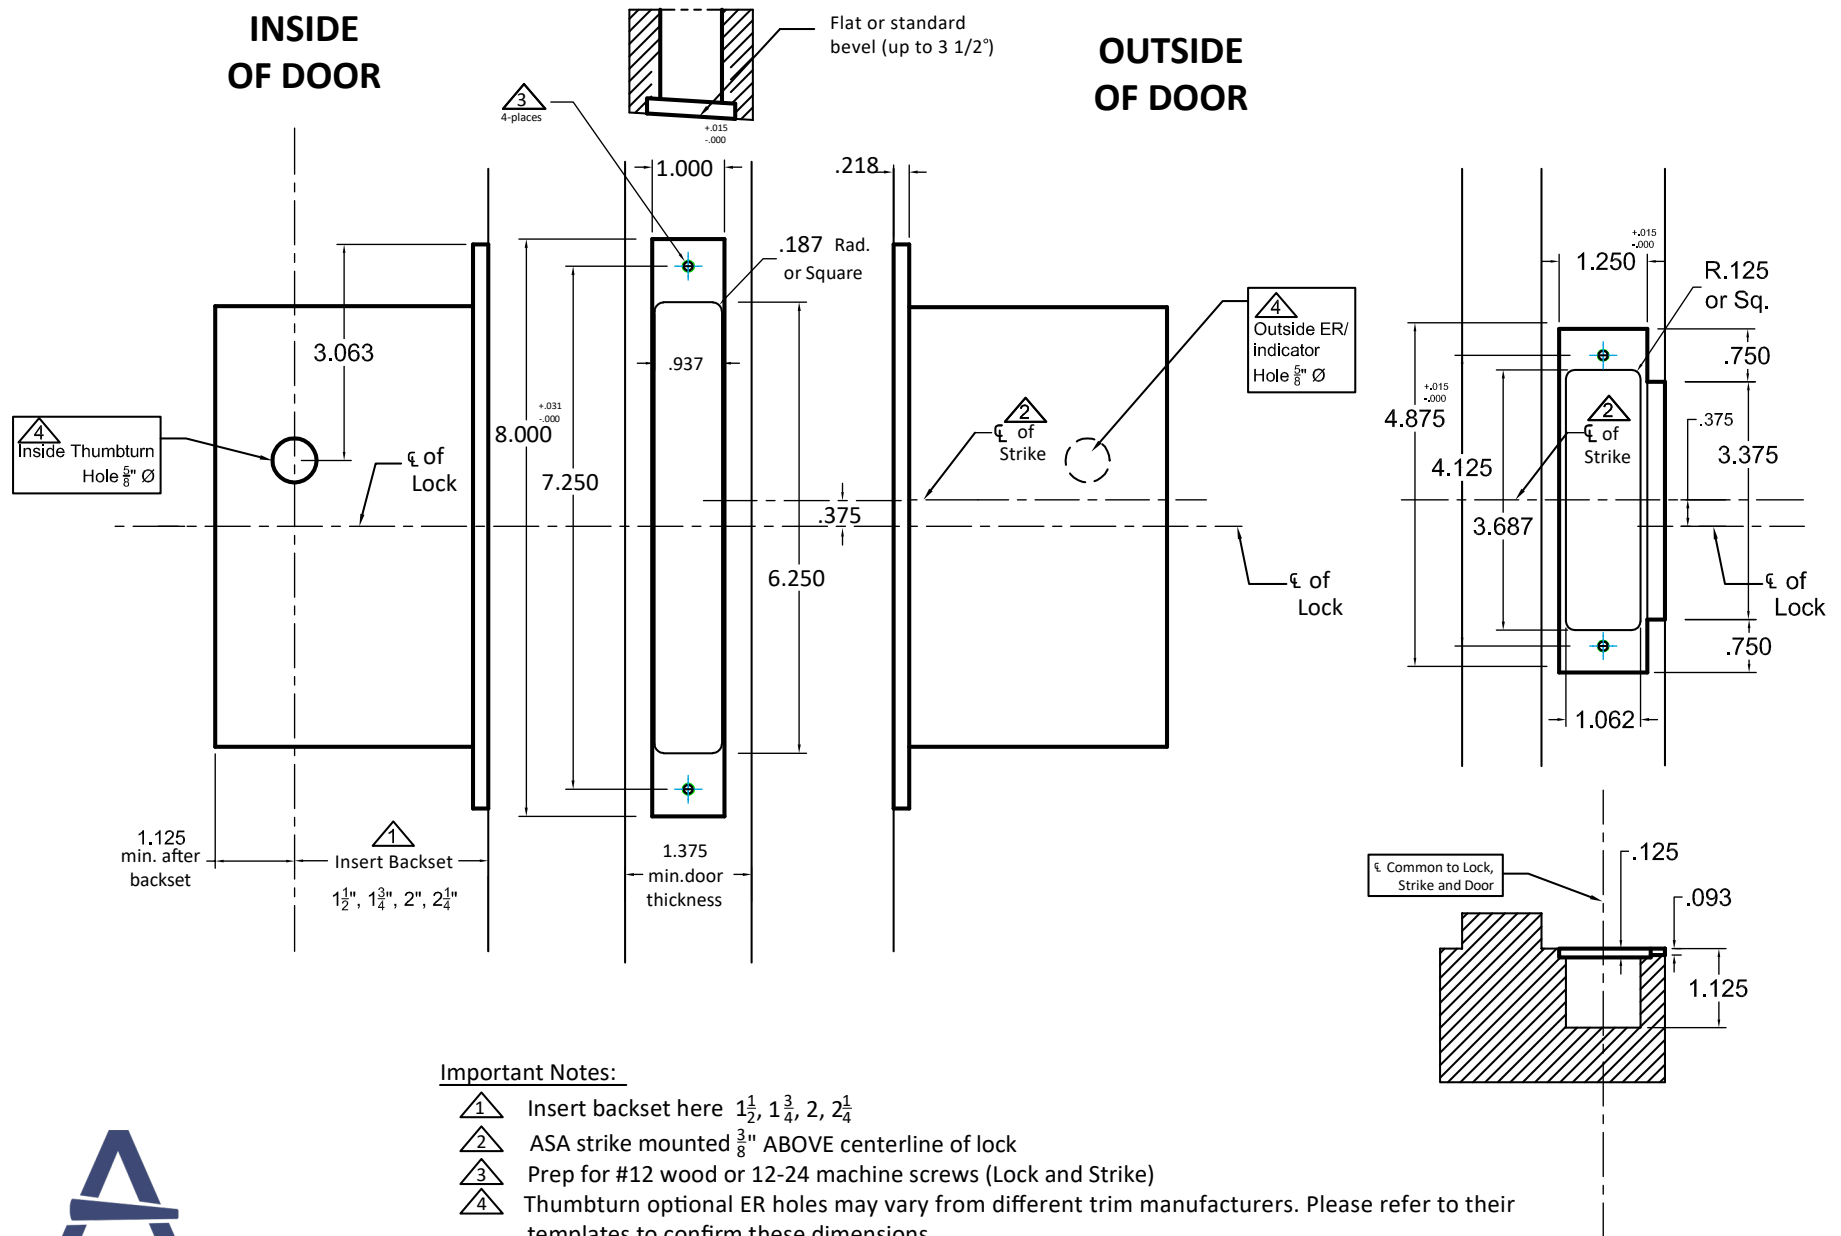 INSIDE
OF DOOR
Flat or standard
bevel (up to 3 1/2°)
OUTSIDE
OF DOOR
3
4-places
+.015
-.000
1.000
.218
.187 Rad.
or Square
+.015
-.000
1.250
R.125
or Sq.
3.063
.937
4
Outside ER/
indicator
Hole 5/8" Ø
.750
+.031
-.000
8.000
+.015
-.000
4.875
4
Inside Thumbturn
Hole 5/8" Ø
℄ of
Lock
7.250
2
℄ of
Strike
2
℄ of
Strike
.375
4.125
3.375
.375
3.687
6.250
℄ of
Lock
℄ of
Lock
.750
1.062
1.125
min. after
backset
1
Insert Backset
1 1/2", 1 3/4", 2", 2 1/4"
1.375
min.door
thickness
℄ Common to Lock,
Strike and Door
.125
.093
1.125
Important Notes:
1 Insert backset here 1 1/2, 1 3/4, 2, 2 1/4
2 ASA strike mounted 3/8" ABOVE centerline of lock
3 Prep for #12 wood or 12-24 machine screws (Lock and Strike)
4 Thumbturn optional ER holes may vary from different trim manufacturers. Please refer to their
templates to confirm these dimensions